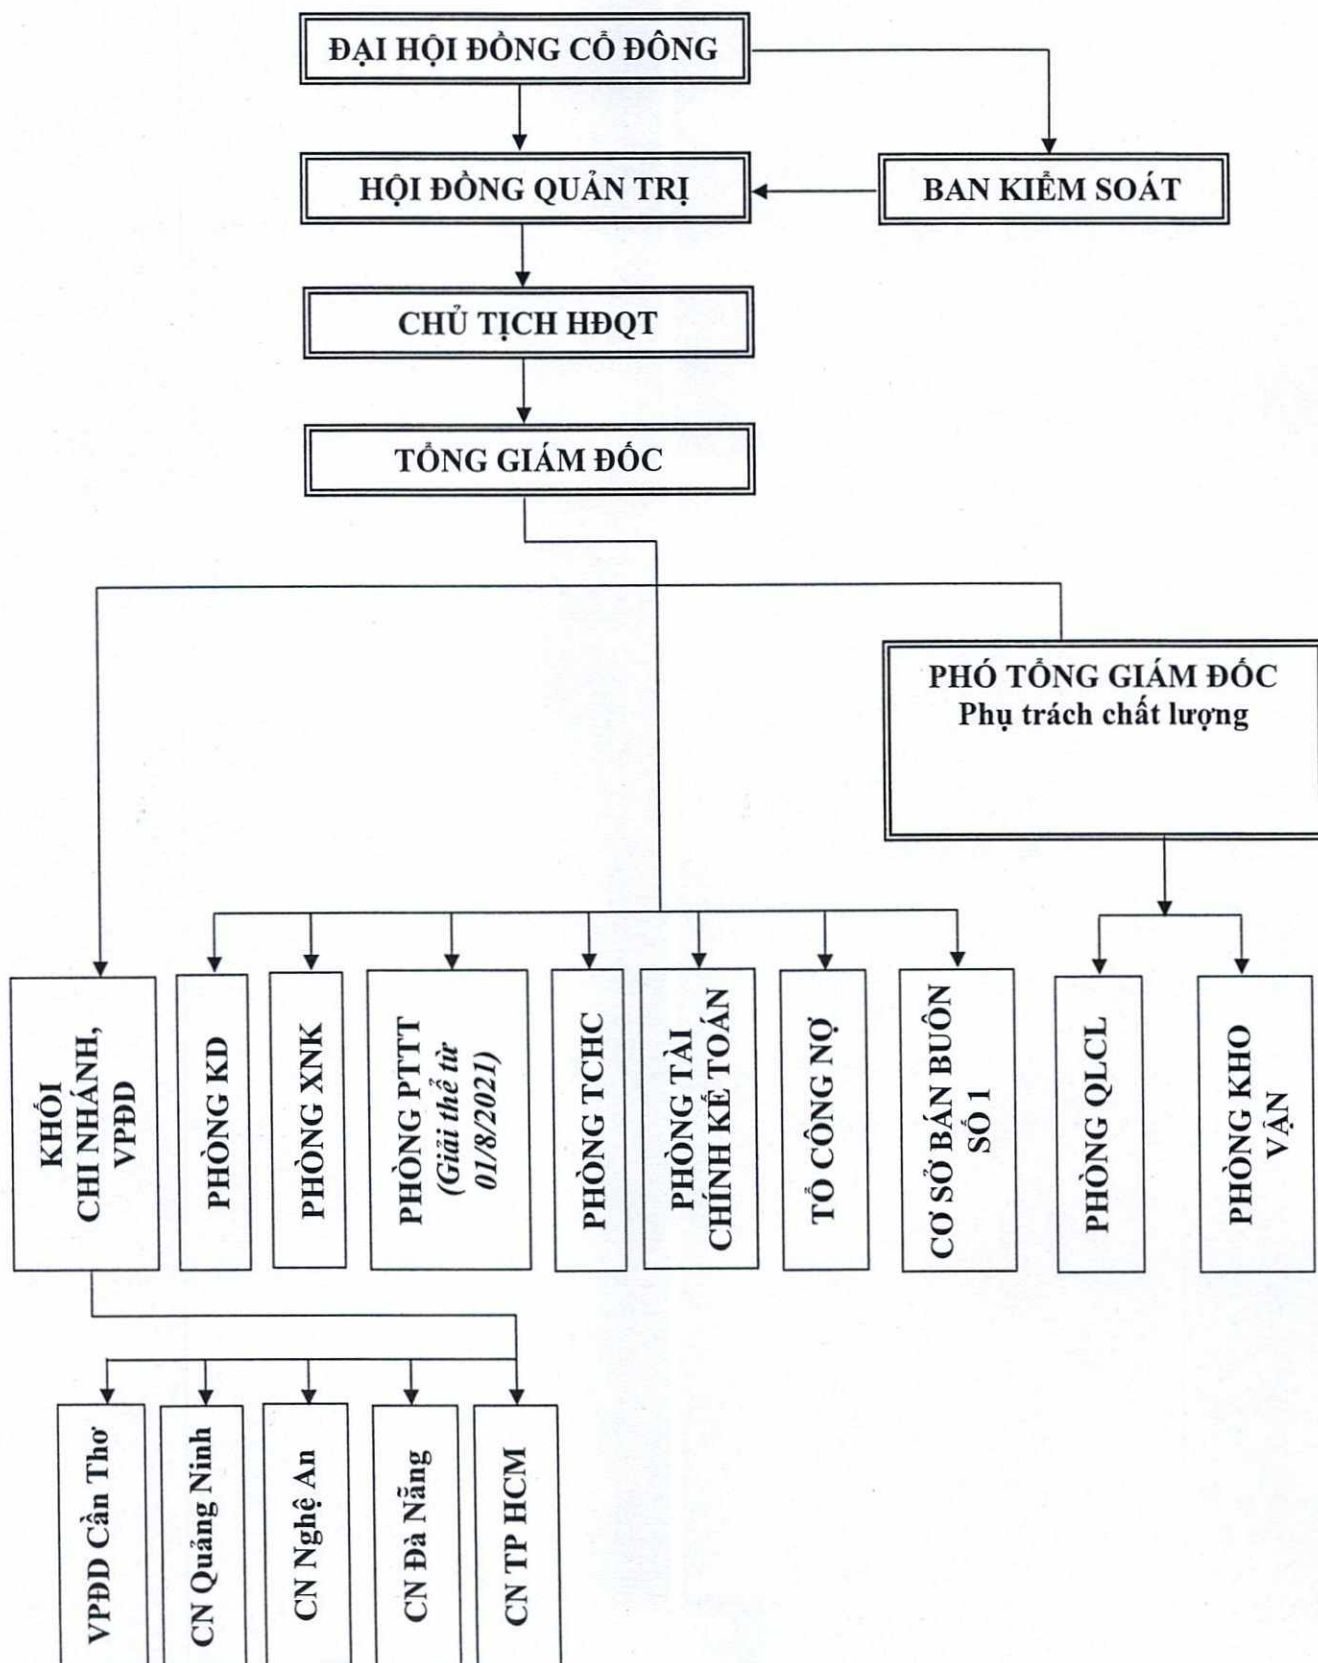 ĐẠI HỘI ĐỒNG CỔ ĐÔNG
HỘI ĐỒNG QUẢN TRỊ
BAN KIỂM SOÁT
CHỦ TỊCH HĐQT
TỔNG GIÁM ĐỐC
PHÓ TỔNG GIÁM ĐỐC
Phụ trách chất lượng
KHỐI
CHI NHÁNH,
VPĐD
PHÒNG KD
PHÒNG XNK
PHÒNG PTTT
(Giải thể từ
01/8/2021)
PHÒNG TCHC
PHÒNG TÀI
CHÍNH KẾ TOÁN
TỔ CÔNG NỢ
CƠ SỞ BÁN BUÔN
SỐ 1
PHÒNG QLCL
PHÒNG KHO
VẬN
VPĐD Cần Thơ
CN Quảng Ninh
CN Nghệ An
CN Đà Nẵng
CN TP HCM